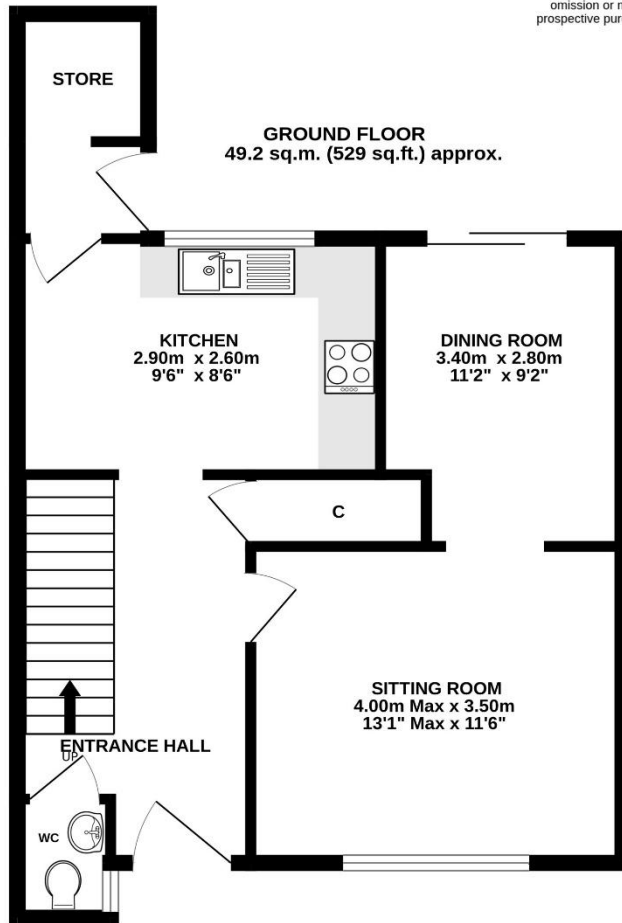 omission or m
prospective pur
STORE
GROUND FLOOR
49.2 sq.m. (529 sq.ft.) approx.
KITCHEN
2.90m x 2.60m
9'6" x 8'6"
DINING ROOM
3.40m x 2.80m
11'2" x 9'2"
C
SITTING ROOM
4.00m Max x 3.50m
13'1" Max x 11'6"
ENTRANCE HALL
UP
WC